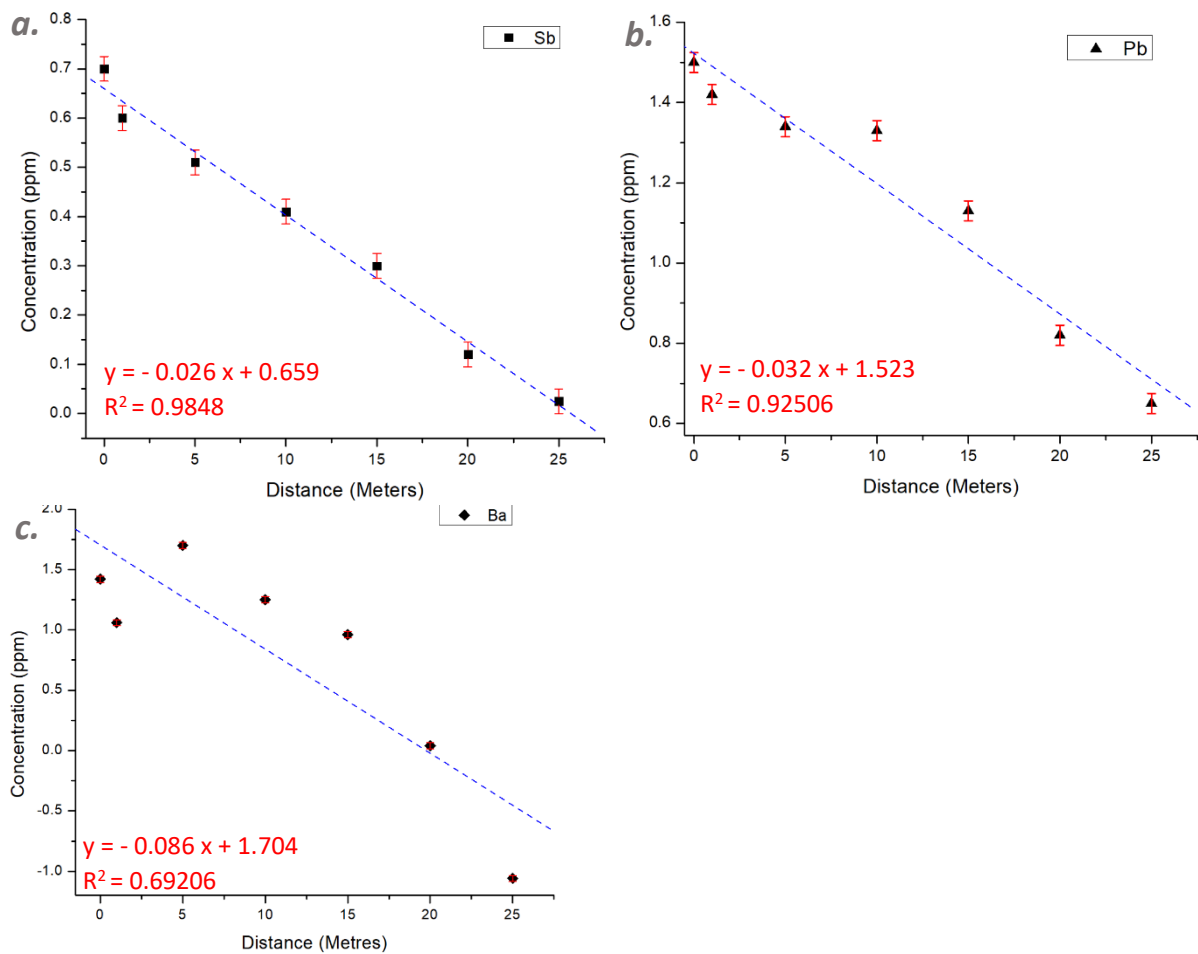 a.
Sb
0.8
0.7
0.6
0.5
0.4
0.3
0.2
0.1
0.0
Concentration (ppm)
y = - 0.026 x + 0.659
R² = 0.9848
0 5 10 15 20 25
Distance (Meters)
b.
Pb
1.6
1.4
1.2
1.0
0.8
0.6
Concentration (ppm)
y = - 0.032 x + 1.523
R² = 0.92506
0 5 10 15 20 25
Distance (Meters)
c.
Ba
2.0
1.5
1.0
0.5
0.0
-0.5
-1.0
Concentration (ppm)
y = - 0.086 x + 1.704
R² = 0.69206
0 5 10 15 20 25
Distance (Metres)